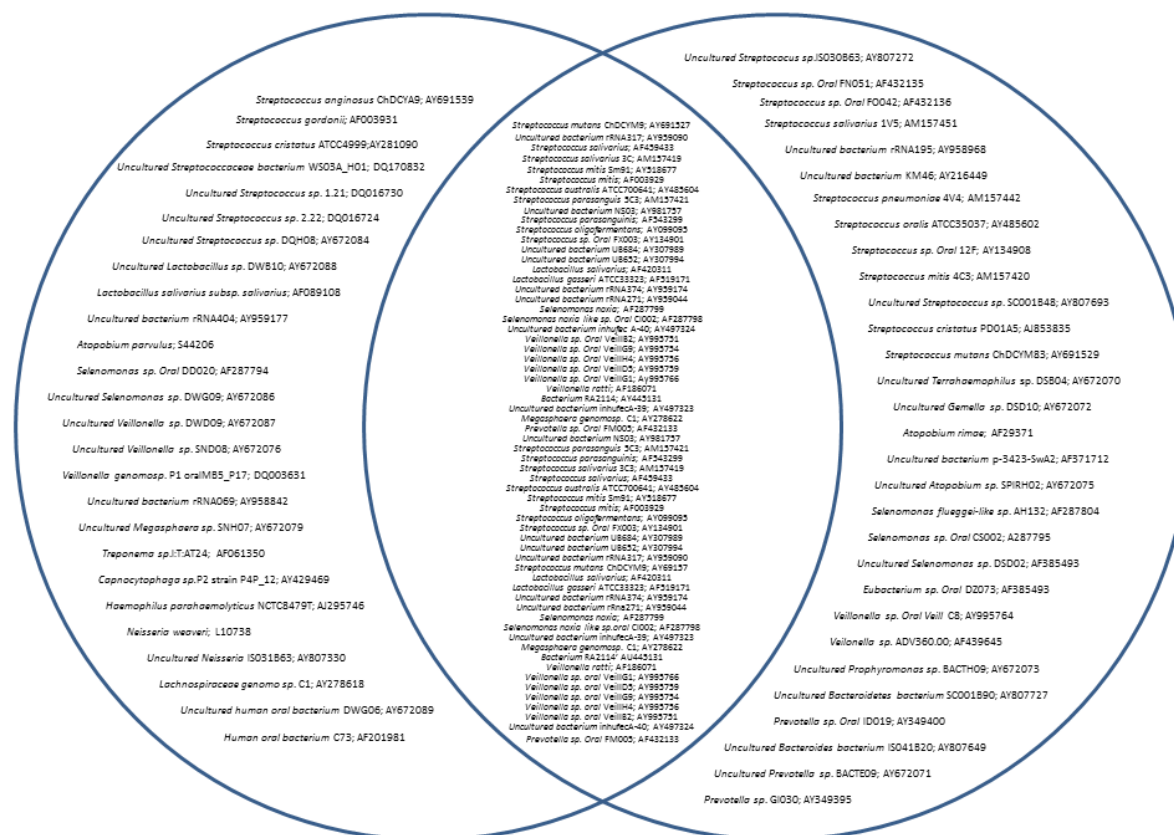 Streptococcus anginosus ChDCYA9; AY691539
Streptococcus gordonii; AF003931
Streptococcus cristatus ATCC4999;AY281090
Uncultured Streptococcaceae bacterium WS03A_H01; DQ170832
Uncultured Streptococcus sp. 1.21; DQ016730
Uncultured Streptococcus sp. 2.22; DQ016724
Uncultured Streptococcus sp. DQH08; AY672084
Uncultured Lactobacillus sp. DWB10; AY672088
Lactobacillus salivarius subsp. salivarius; AF089108
Uncultured bacterium rRNA404; AY959177
Atopobium parvulus; S44206
Selenomonas sp. Oral DD020; AF287794
Uncultured Selenomonas sp. DWG09; AY672086
Uncultured Veillonella sp. DWD09; AY672087
Uncultured Veillonella sp. SND08; AY672076
Veillonella genomosp. P1 oralMB5_P17; DQ003631
Uncultured bacterium rRNA069; AY958842
Uncultured Megasphaera sp. SNH07; AY672079
Treponema sp.I:T:AT24; AF061350
Capnocytophaga sp.P2 strain P4P_12; AY429469
Haemophilus parahaemolyticus NCTC8479T; AJ295746
Neisseria weaveri; L10738
Uncultured Neisseria IS031B63; AY807330
Lachnospiraceae genomo sp. C1; AY278618
Uncultured human oral bacterium DWG06; AY672089
Human oral bacterium C73; AF201981
Streptococcus mutans ChDCYM9; AY691527
Uncultured bacterium rRNA317; AY959090
Streptococcus salivarius; AF459433
Streptococcus salivarius 3C; AM157419
Streptococcus mitis Sm91; AY518677
Streptococcus mitis; AF003929
Streptococcus australis ATCC700641; AY485604
Streptococcus parasanguis 5C3; AM157421
Uncultured bacterium NS03; AY981757
Streptococcus parasanguinis; AF543299
Streptococcus oligofermentans; AY099095
Streptococcus sp. Oral FX003; AY134901
Uncultured bacterium U8684; AY307989
Uncultured bacterium U8652; AY307994
Lactobacillus salivarius; AF420311
Lactobacillus gasseri ATCC33323; AF519171
Uncultured bacterium rRNA374; AY959174
Uncultured bacterium rRNA271; AY959044
Selenomonas noxia; AF287799
Selenomonas noxia like sp. Oral CI002; AF287798
Uncultured bacterium inhufec A-40; AY497324
Veillonella sp. Oral VeillB2; AY995751
Veillonella sp. Oral VeillG9; AY995754
Veillonella sp. Oral VeillH4; AY995756
Veillonella sp. Oral VeillD5; AY995759
Veillonella sp. Oral VeillG1; Ay995766
Veillonella ratti; AF186071
Bacterium RA2114; AY445131
Uncultured bacterium inhufecA-39; AY497323
Megasphaera genomosp. C1; AY278622
Prevotella sp. Oral FM005; AF432133
Uncultured bacterium NS03; AY981757
Streptococcus parasanguis 5C3; AM157421
Streptococcus parasanguinis; AF543299
Streptococcus salivarius 3C3; AM157419
Streptococcus salivarius; AF459433
Streptococcus australis ATCC700641; AY485604
Streptococcus mitis Sm91; AY518677
Streptococcus mitis; AF003929
Streptococcus oligofermentans; AY099095
Streptococcus sp. Oral FX003; AY134901
Uncultured bacterium U8684; AY307989
Uncultured bacterium U8652; AY307994
Uncultured bacterium rRNA317; AY959090
Streptococcus mutans ChDCYM9; AY69157
Lactobacillus salivarius; AF420311
Lactobacillus gasseri ATCC33323; AF519171
Uncultured bacterium rRNA374; AY959174
Uncultured bacterium rRna271; AY959044
Selenomonas noxia; AF287799
Selenomonas noxia like sp.oral CI002; AF287798
Uncultured bacterium inhufecA-39; AY497323
Megasphaera genomosp. C1; AY278622
Bacterium RA2114' AU445131
Veillonella ratti; AF186071
Veillonella sp. oral VeillG1; AY995766
Veillonella sp. oral VeillD5; AY995759
Veillonella sp. oral VeillG9; AY995754
Veillonella sp. oral VeillH4; AY995756
Veillonella sp. oral VeillB2; AY995751
Uncultured bacterium inhufecA-40; AY497324
Prevotella sp. Oral FM005; AF432133
Uncultured Streptococus sp.IS030B63; AY807272
Streptococcus sp. Oral FN051; AF432135
Streptococcus sp. Oral FO042; AF432136
Streptococcus salivarius 1V5; AM157451
Uncultured bacterium rRNA195; AY958968
Uncultured bacterium KM46; AY216449
Streptococcus pneumoniae 4V4; AM157442
Streptococcus oralis ATCC35037; AY485602
Streptococcus sp. Oral 12F; AY134908
Streptococcus mitis 4C3; AM157420
Uncultured Streptococcus sp. SC001B48; AY807693
Streptococcus cristatus PD01A5; AJ853835
Streptococcus mutans ChDCYM83; AY691529
Uncultured Terrahaemophilus sp. DSB04; AY672070
Uncultured Gemella sp. DSD10; AY672072
Atopobium rimae; AF29371
Uncultured bacterium p-3423-SwA2; AF371712
Uncultured Atopobium sp. SPIRH02; AY672075
Selenomonas flueggei-like sp. AH132; AF287804
Selenomonas sp. Oral CS002; A287795
Uncultured Selenomonas sp. DSD02; AF385493
Eubacterium sp. Oral D2073; AF385493
Veillonella sp. Oral Veill C8; AY995764
Veilonella sp. ADV360.00; AF439645
Uncultured Prophyromonas sp. BACTH09; AY672073
Uncultured Bacteroidetes bacterium SC001B90; AY807727
Prevotella sp. Oral ID019; AY349400
Uncultured Bacteroides bacterium IS041B20; AY807649
Uncultured Prevotella sp. BACTE09; AY672071
Prevotella sp. GI030; AY349395